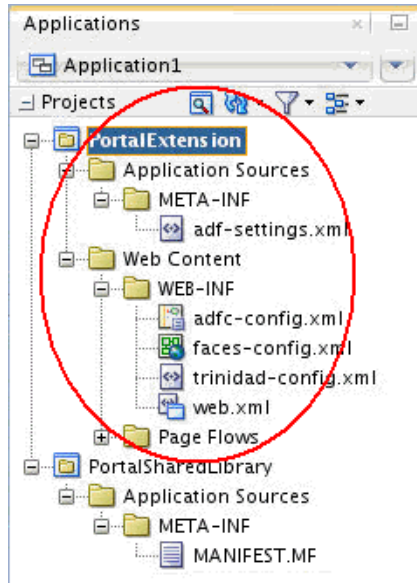 Applications
Application1
Projects
PortalExtension
Application Sources
META-INF
adf-settings.xml
Web Content
WEB-INF
adfc-config.xml
faces-config.xml
trinidad-config.xml
web.xml
Page Flows
PortalSharedLibrary
Application Sources
META-INF
MANIFEST.MF